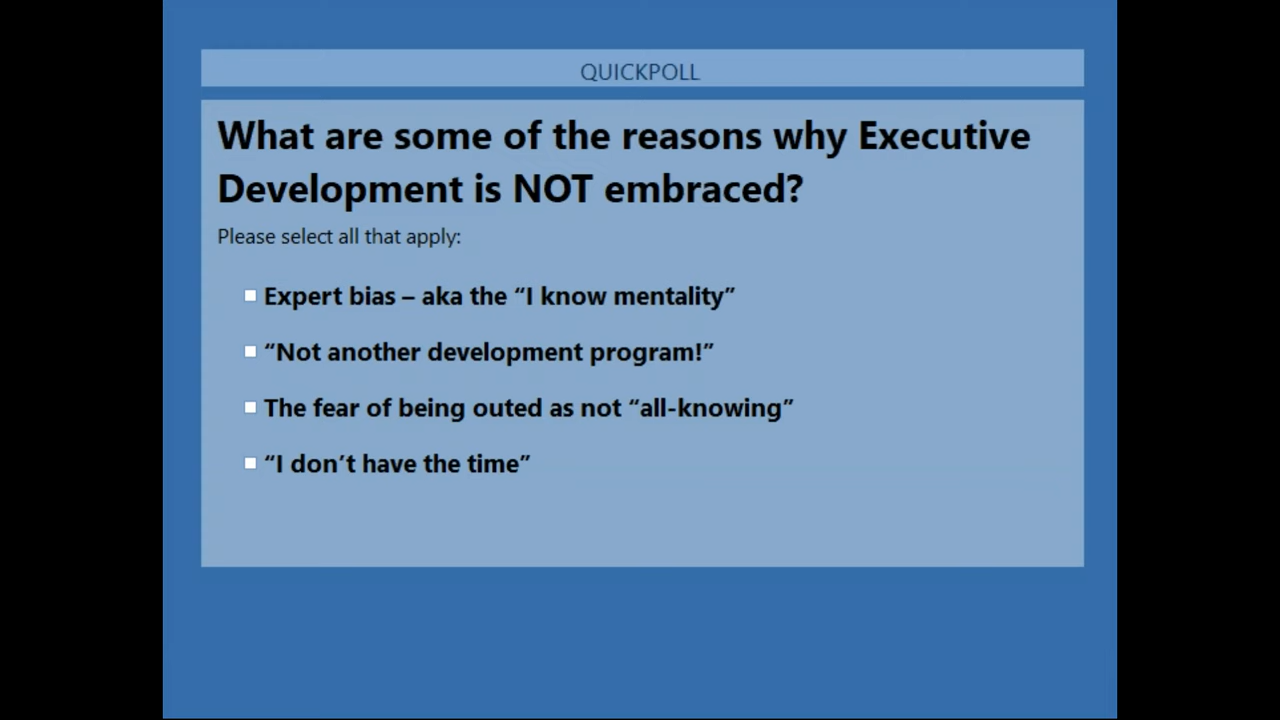 QUICKPOLL
What are some of the reasons why Executive
Development is NOT embraced?
Please select all that apply:
Expert bias – aka the “I know mentality”
“Not another development program!”
The fear of being outed as not “all-knowing”
“I don’t have the time”